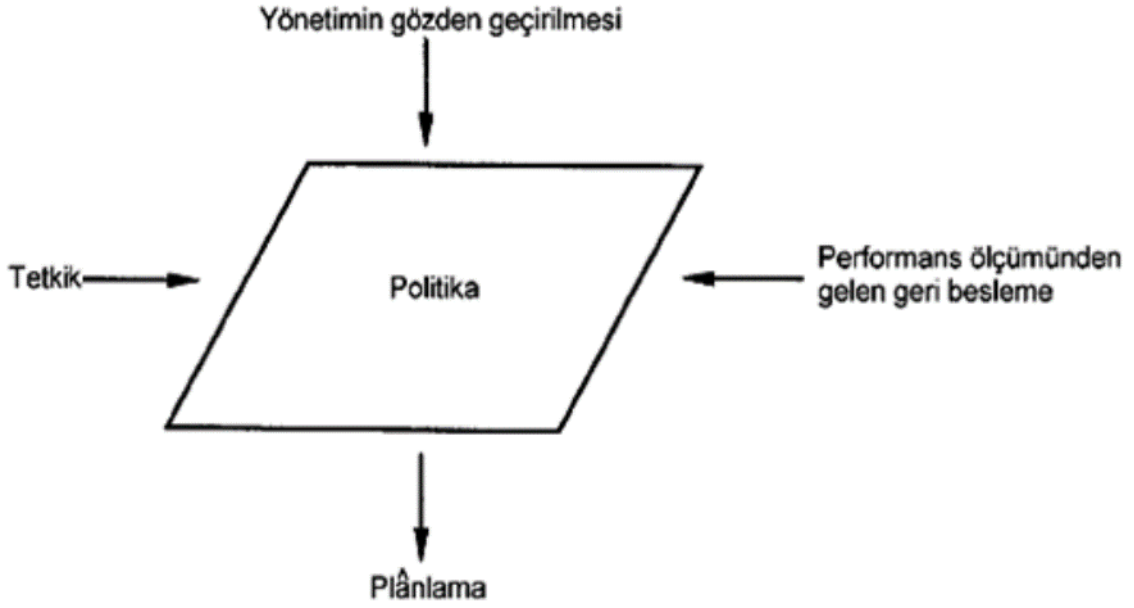 Yönetimin gözden geçirilmesi
Tetkik
Politika
Performans ölçümünden
gelen geri besleme
Plânlama